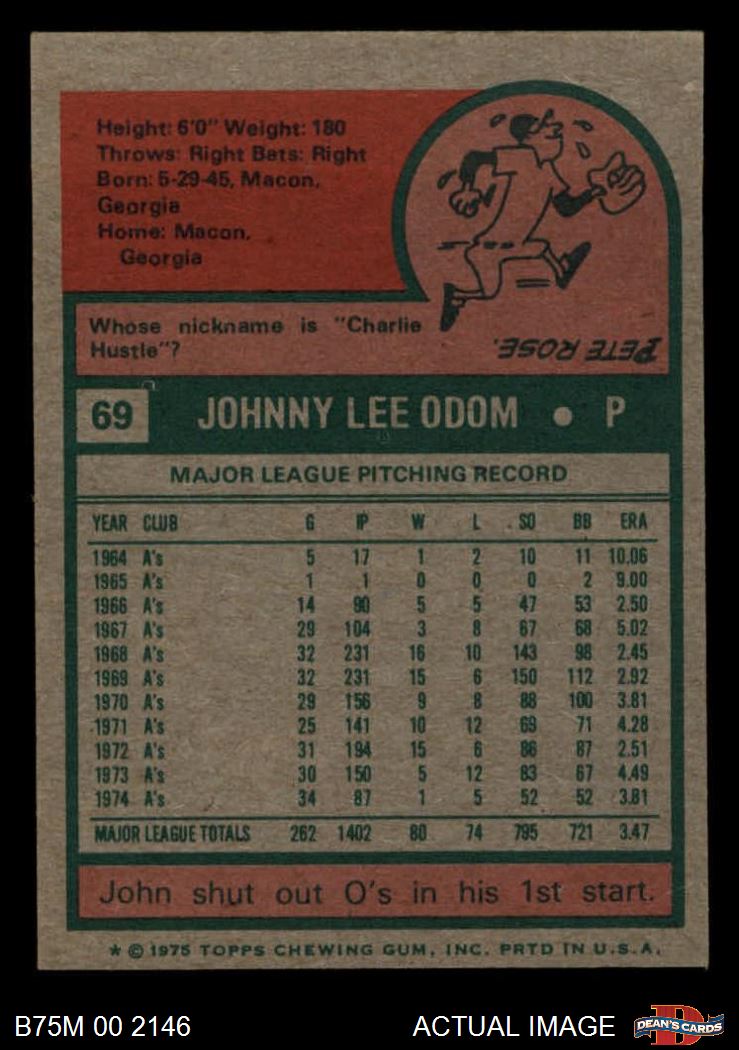 Height: 6'0" Weight: 180
Throws: Right Bats: Right
Born: 5-29-45, Macon,
Georgia
Home: Macon,
Georgia
Whose nickname is "Charlie
Hustle"?
PETE ROSE.
69 JOHNNY LEE ODOM ● P
MAJOR LEAGUE PITCHING RECORD
YEAR CLUB G IP W L SO BB ERA
1964 A's 5 17 1 2 10 11 10.06
1965 A's 1 1 0 0 0 2 9.00
1966 A's 14 90 5 5 47 53 2.50
1967 A's 29 104 3 8 67 68 5.02
1968 A's 32 231 16 10 143 98 2.45
1969 A's 32 231 15 6 150 112 2.92
1970 A's 29 156 9 8 88 100 3.81
1971 A's 25 141 10 12 69 71 4.28
1972 A's 31 194 15 6 86 87 2.51
1973 A's 30 150 5 12 83 67 4.49
1974 A's 34 87 1 5 52 52 3.81
MAJOR LEAGUE TOTALS 262 1402 80 74 795 721 3.47
John shut out O's in his 1st start.
* © 1975 TOPPS CHEWING GUM, INC. PRTD IN U.S.A.
B75M 00 2146 ACTUAL IMAGE DEAN'S CARDS